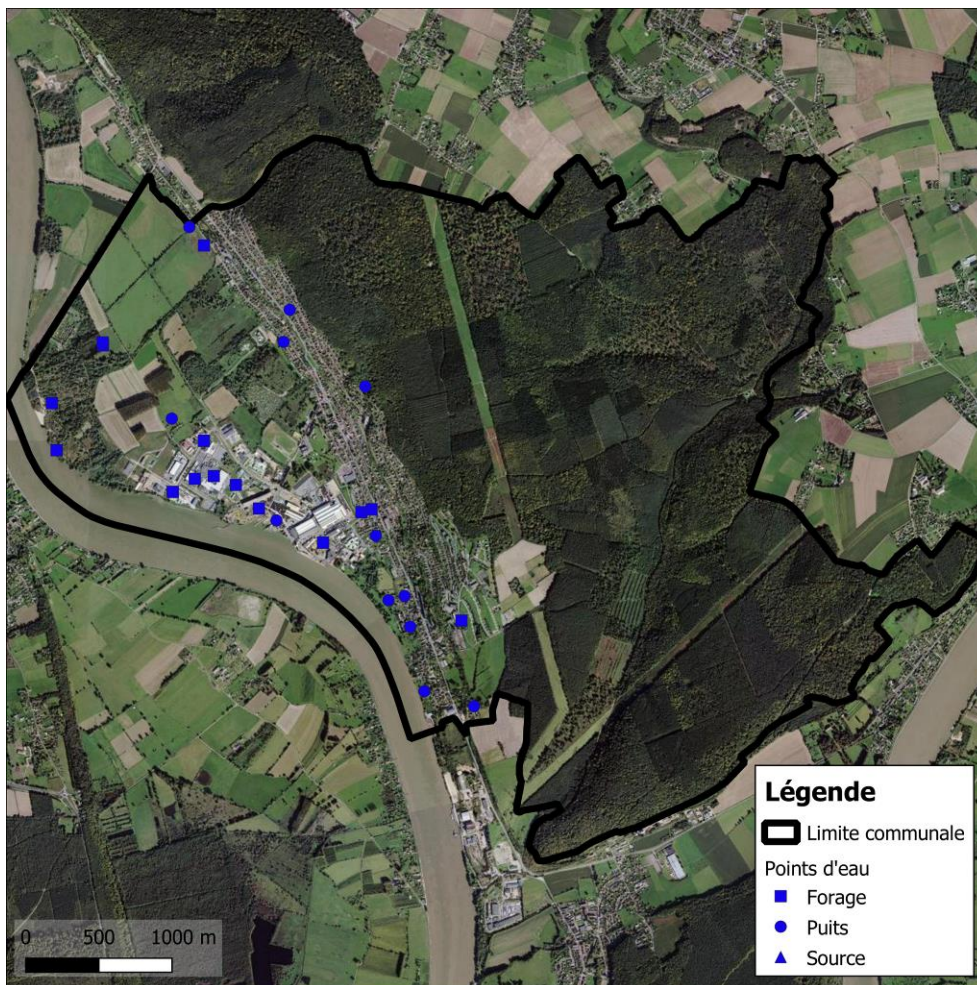 Légende
Limite communale
Points d'eau
Forage
Puits
Source
0 500 1000 m